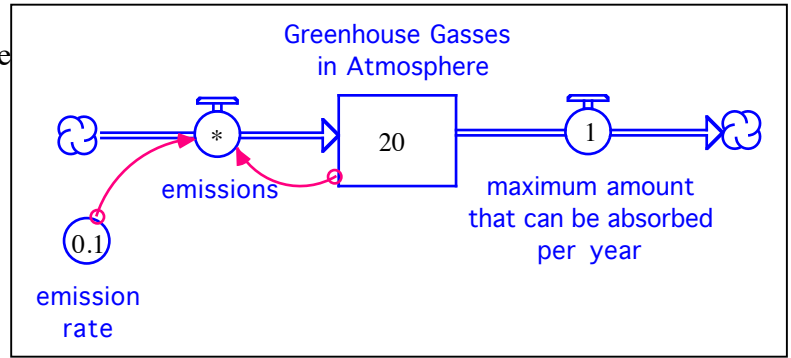 e
Greenhouse Gasses
in Atmosphere
*
20
1
emissions
maximum amount
that can be absorbed
per year
0.1
emission
rate